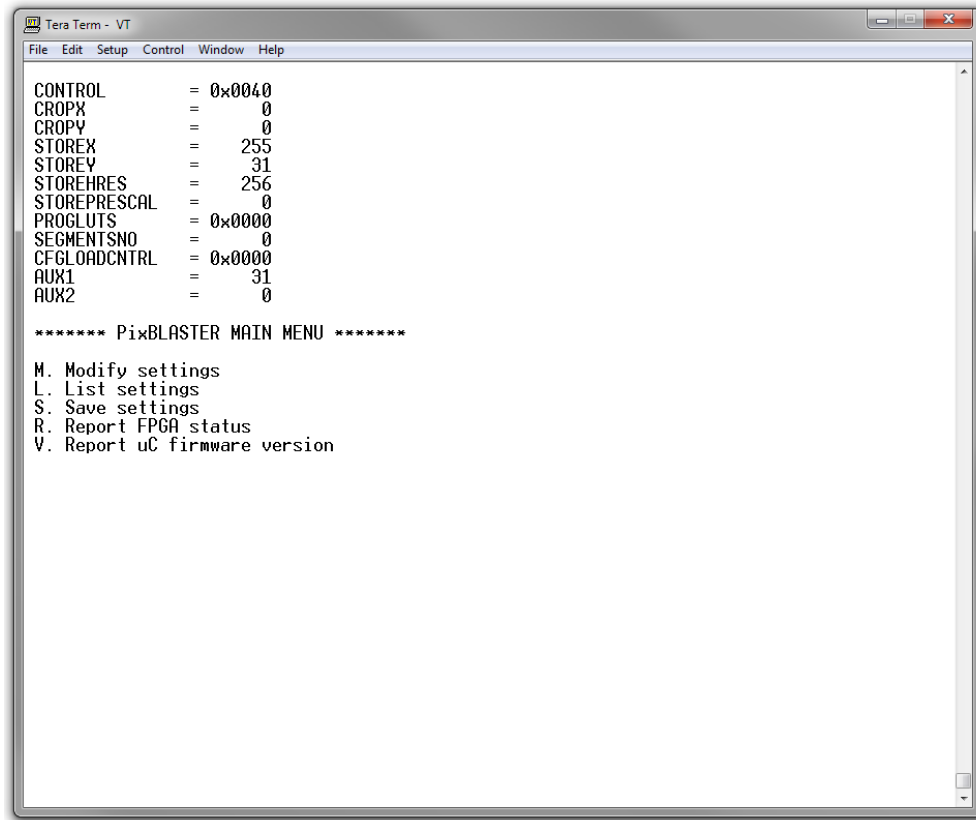 Tera Term - VT
File Edit Setup Control Window Help
CONTROL = 0x0040
CROPX = 0
CROPY = 0
STOREX = 255
STOREY = 31
STOREHRES = 256
STOREPRESCAL = 0
PROGLUTS = 0x0000
SEGMENTSNO = 0
CFGLOADCNTRL = 0x0000
AUX1 = 31
AUX2 = 0
******* PixBLASTER MAIN MENU *******
M. Modify settings
L. List settings
S. Save settings
R. Report FPGA status
V. Report uC firmware version